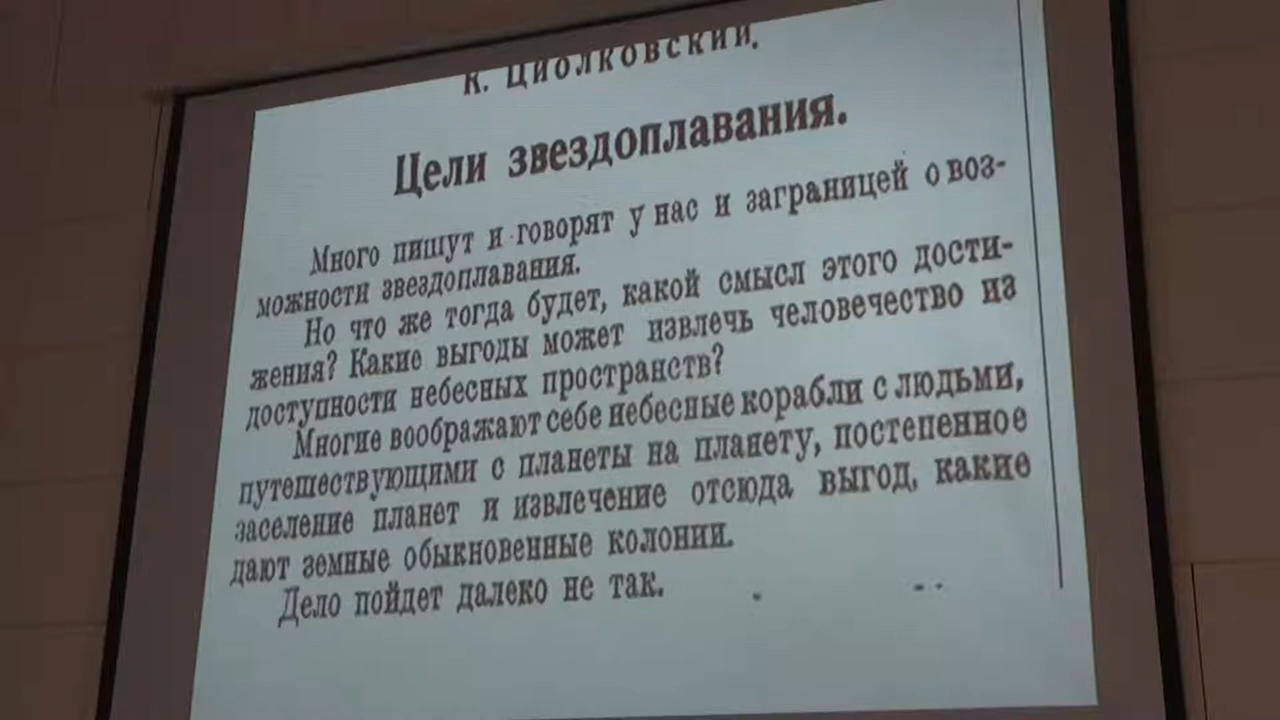 К. Циолковский.
Цели звездоплавания.
Много пишут и говорят у нас и заграницей о воз-
можности звездоплавания.
Но что же тогда будет, какой смысл этого дости-
жения? Какие выгоды может извлечь человечество из
доступности небесных пространств?
Многие воображают себе небесные корабли с людьми,
путешествующими с планеты на планету, постепенное
заселение планет и извлечение отсюда выгод, какие
дают земные обыкновенные колонии.
Дело пойдет далеко не так.